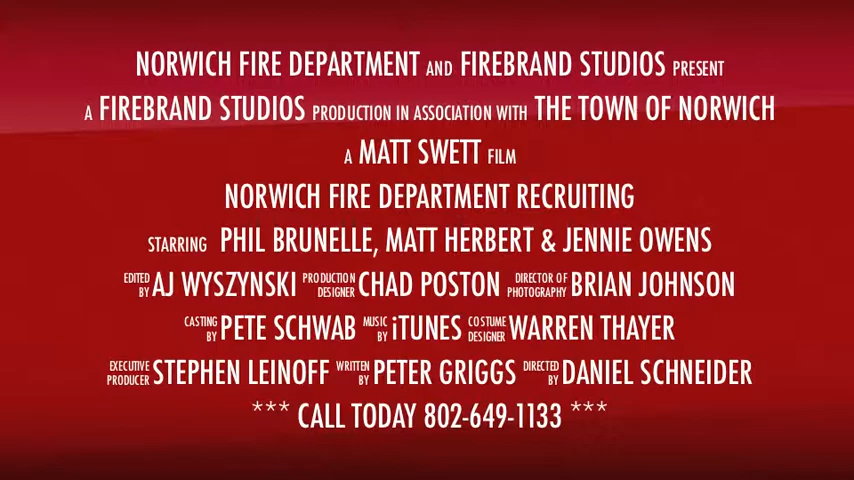 NORWICH FIRE DEPARTMENT AND FIREBRAND STUDIOS PRESENT
A FIREBRAND STUDIOS PRODUCTION IN ASSOCIATION WITH THE TOWN OF NORWICH
A MATT SWETT FILM
NORWICH FIRE DEPARTMENT RECRUITING
STARRING PHIL BRUNELLE, MATT HERBERT & JENNIE OWENS
EDITED BY AJ WYSZYNSKI PRODUCTION DESIGNER CHAD POSTON DIRECTOR OF PHOTOGRAPHY BRIAN JOHNSON
CASTING BY PETE SCHWAB MUSIC BY iTUNES COSTUME DESIGNER WARREN THAYER
EXECUTIVE PRODUCER STEPHEN LEINOFF WRITTEN BY PETER GRIGGS DIRECTED BY DANIEL SCHNEIDER
*** CALL TODAY 802-649-1133 ***